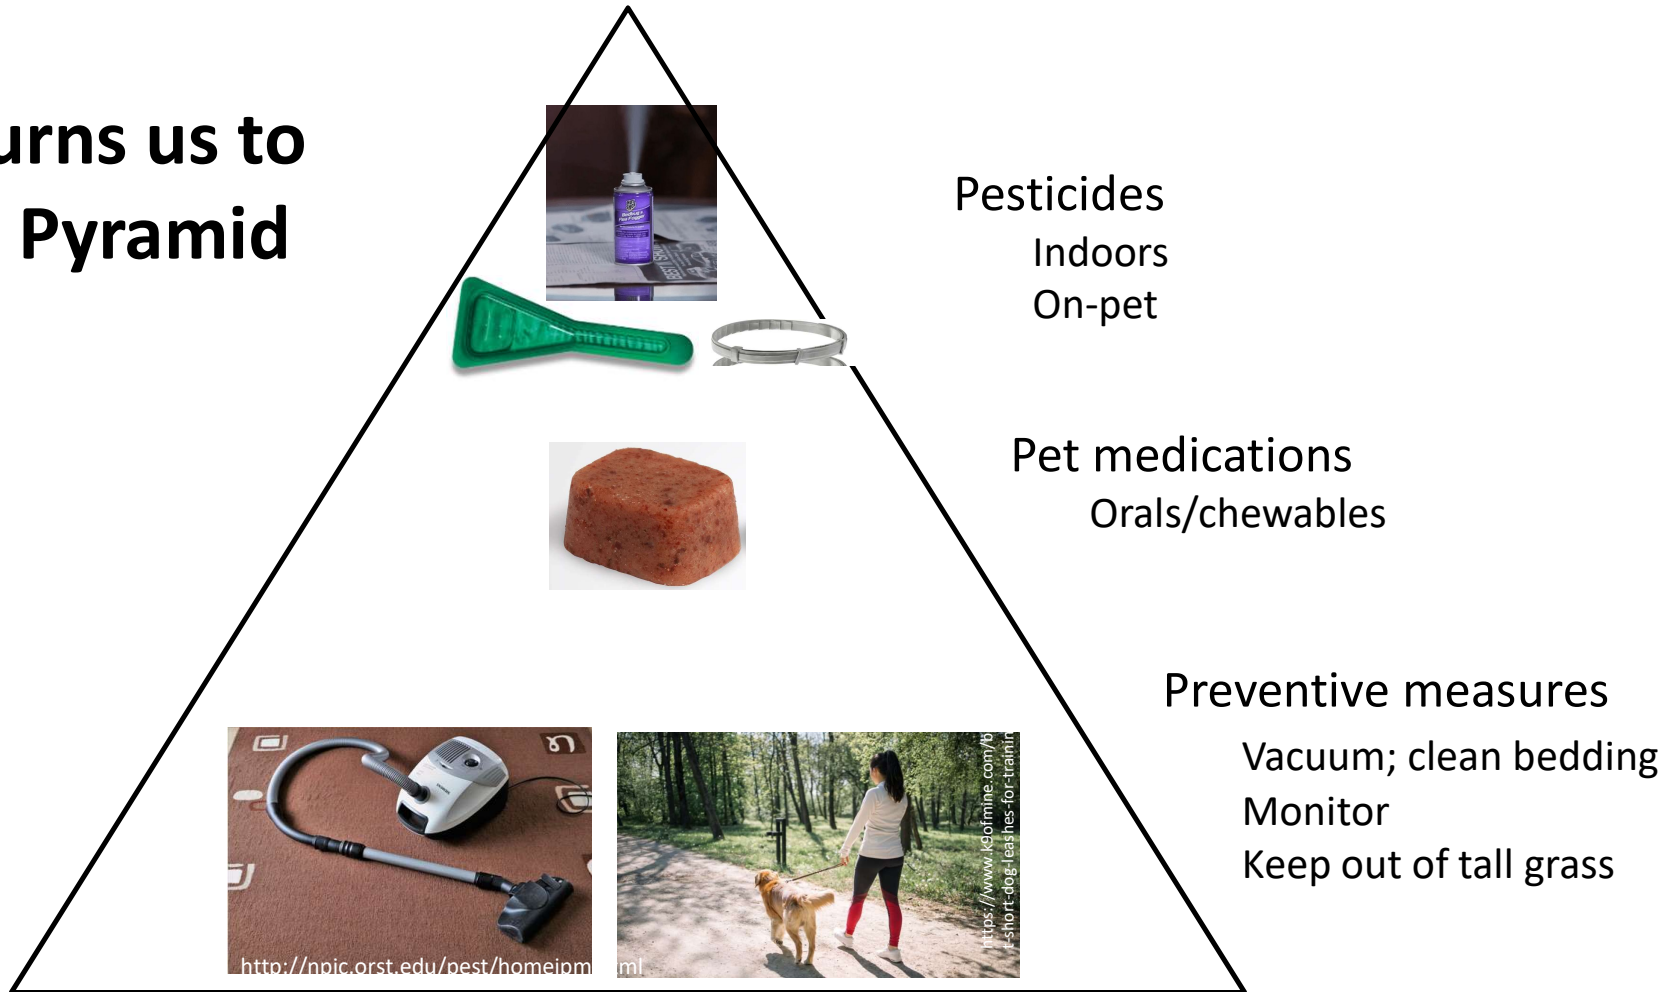 urns us to
Pyramid
Pesticides
Indoors
On-pet
Pet medications
Orals/chewables
Preventive measures
Vacuum; clean bedding
Monitor
Keep out of tall grass
https://www.k9ofmine.com/b
t-short-dog-leashes-for-trainin
http://npic.orst.edu/pest/homeipm
ml